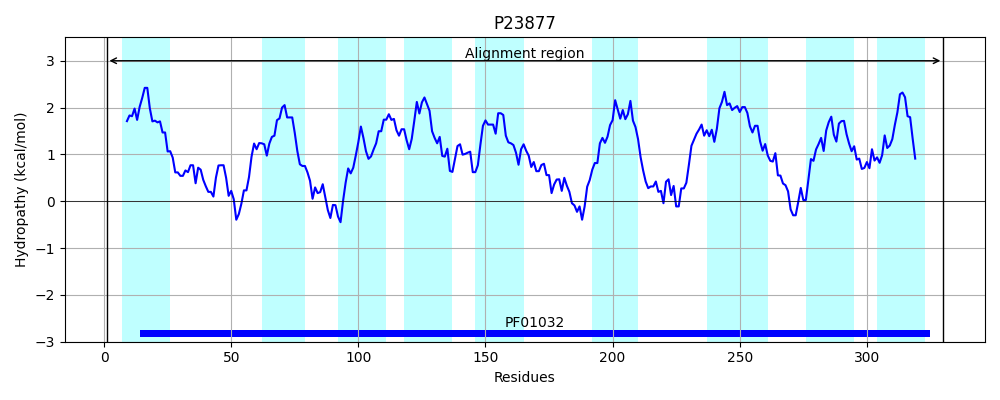 P23877
Hydropathy (kcal/mol)
3
2
1
0
−1
−2
−3
Alignment region
PF01032
0 50 100 150 200 250 300
Residues